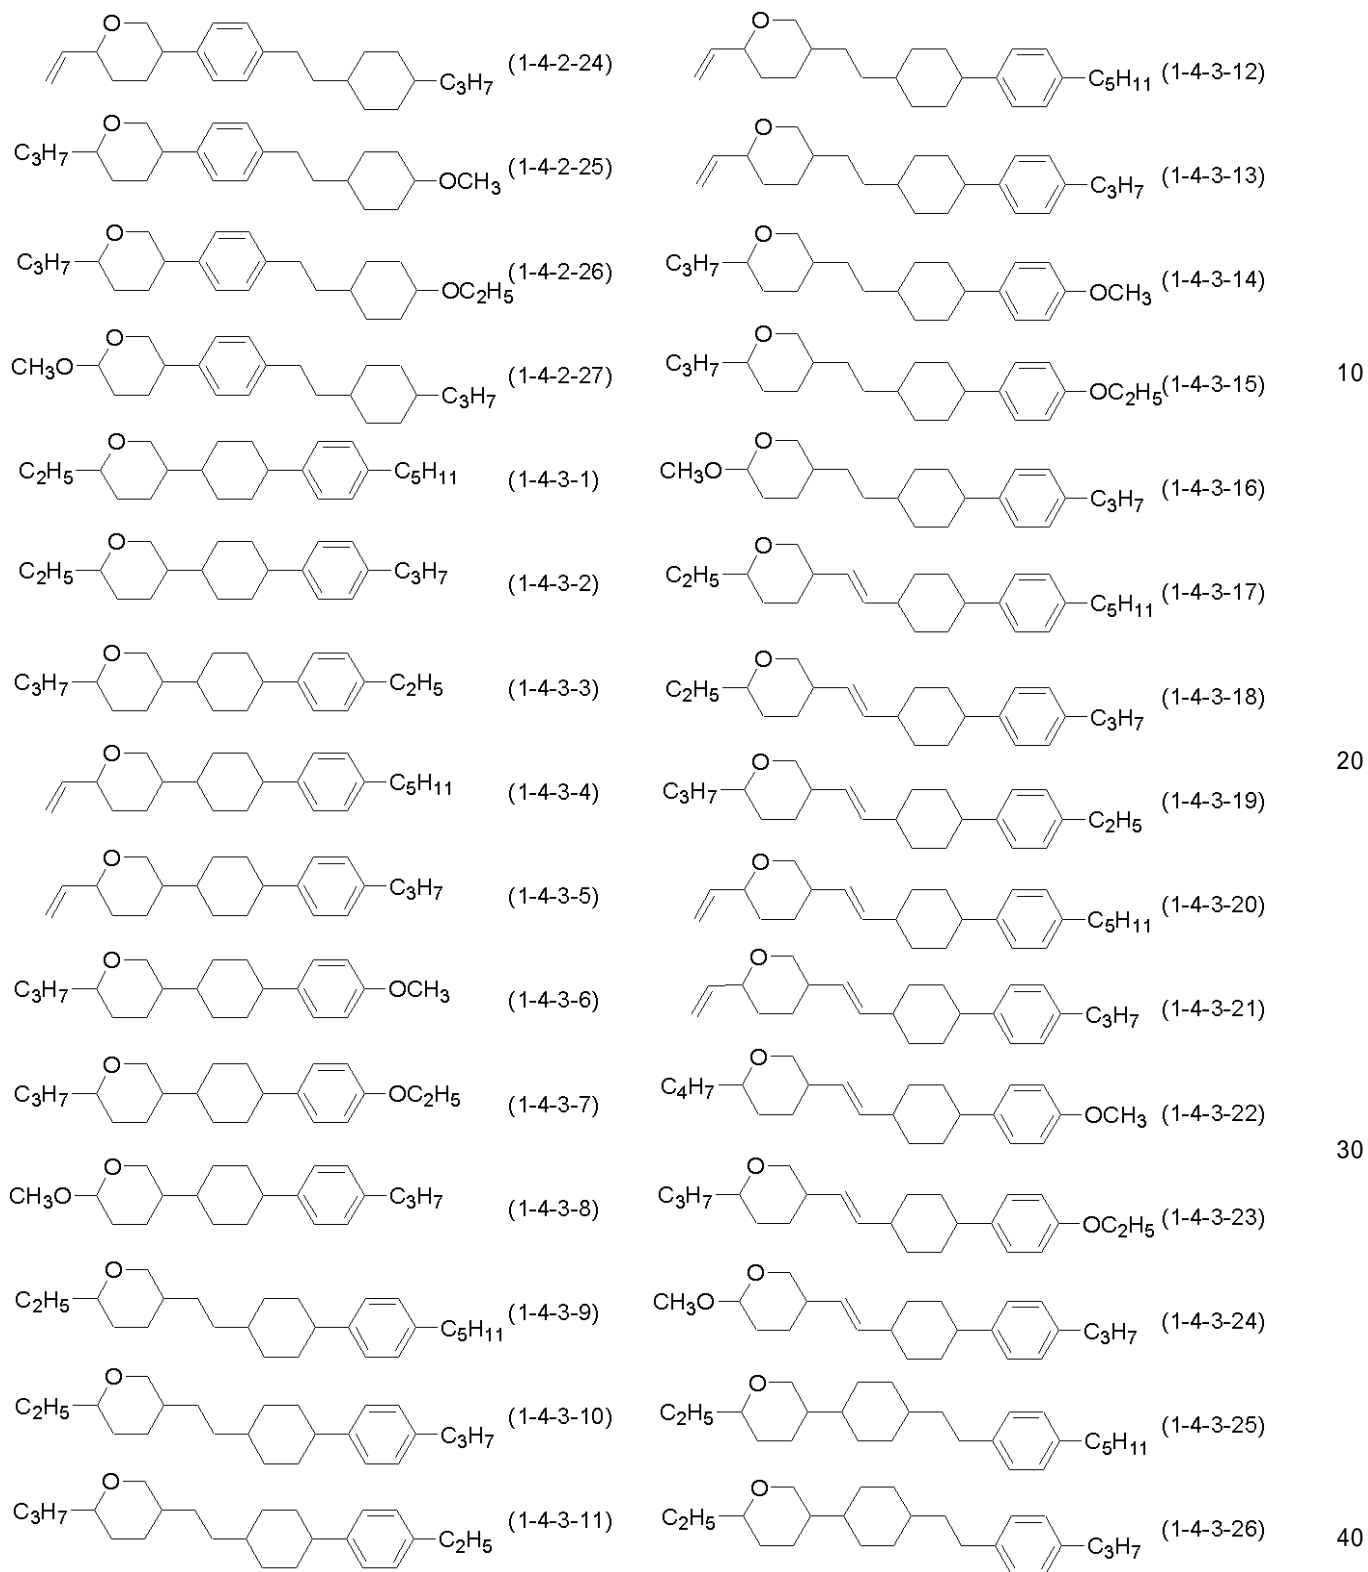 O
C3H7
(1-4-2-24)
C3H7
O
OCH3
(1-4-2-25)
C3H7
O
OC2H5
(1-4-2-26)
CH3O
O
C3H7
(1-4-2-27)
C2H5
O
C5H11
(1-4-3-1)
C2H5
O
C3H7
(1-4-3-2)
C3H7
O
C2H5
(1-4-3-3)
O
C5H11
(1-4-3-4)
O
C3H7
(1-4-3-5)
C3H7
O
OCH3
(1-4-3-6)
C3H7
O
OC2H5
(1-4-3-7)
CH3O
O
C3H7
(1-4-3-8)
C2H5
O
C5H11
(1-4-3-9)
C2H5
O
C3H7
(1-4-3-10)
C3H7
O
C2H5
(1-4-3-11)
O
C5H11
(1-4-3-12)
O
C3H7
(1-4-3-13)
C3H7
O
OCH3
(1-4-3-14)
C3H7
O
OC2H5
(1-4-3-15)
CH3O
O
C3H7
(1-4-3-16)
C2H5
O
C5H11
(1-4-3-17)
C2H5
O
C3H7
(1-4-3-18)
C3H7
O
C2H5
(1-4-3-19)
O
C5H11
(1-4-3-20)
O
C3H7
(1-4-3-21)
C4H7
O
OCH3
(1-4-3-22)
C3H7
O
OC2H5
(1-4-3-23)
CH3O
O
C3H7
(1-4-3-24)
C2H5
O
C5H11
(1-4-3-25)
C2H5
O
C3H7
(1-4-3-26)
10
20
30
40